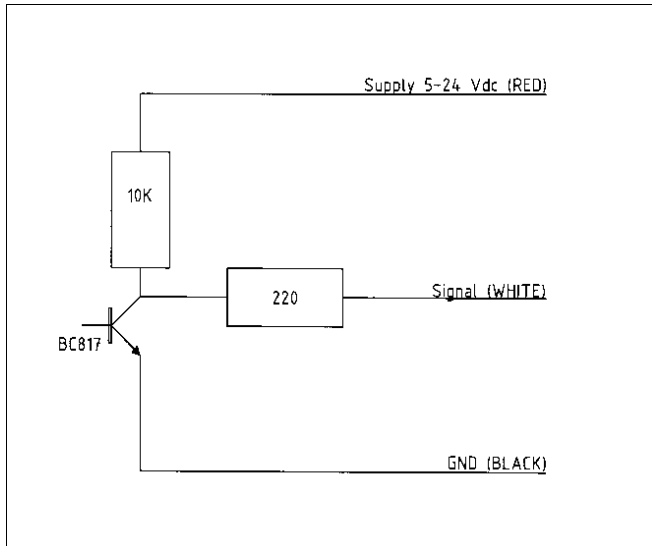 Supply 5-24 Vdc (RED)
10K
220
Signal (WHITE)
BC817
GND (BLACK)